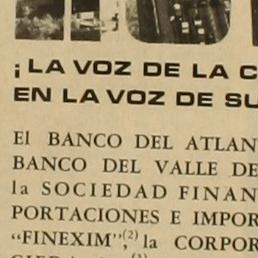 ¡LA VOZ DE LA C
EN LA VOZ DE SU
El BANCO DEL ATLAN
BANCO DEL VALLE DE
la SOCIEDAD FINAN
PORTACIONES E IMPOR
“FINEXIM”,(2) la CORPOR